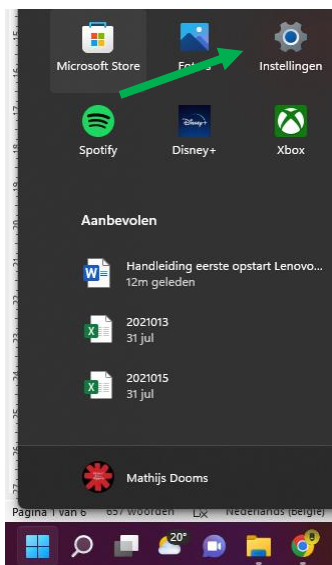 Microsoft Store
Instellingen
Spotify
Disney+
Xbox
Aanbevolen
Handleiding eerste opstart Lenovo...
12m geleden
2021013
31 jul
2021015
31 jul
Mathijs Dooms
Pagina 1 van 6 657 woorden Nederlands (België)
20°
8